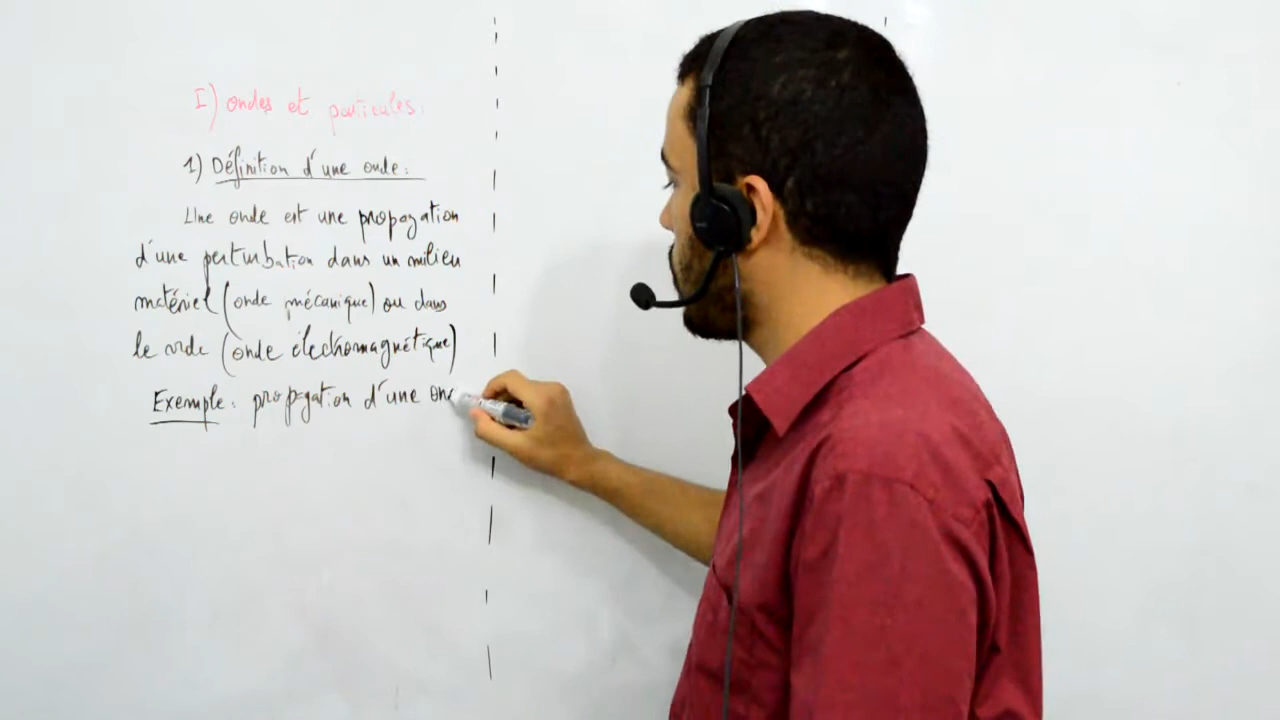 I) ondes et particules:
1) Définition d'une onde:
Une onde est une propagation
d'une perturbation dans un milieu
matériel (onde mécanique) ou dans
le vide (onde électromagnétique)
Exemple: propagation d'une on